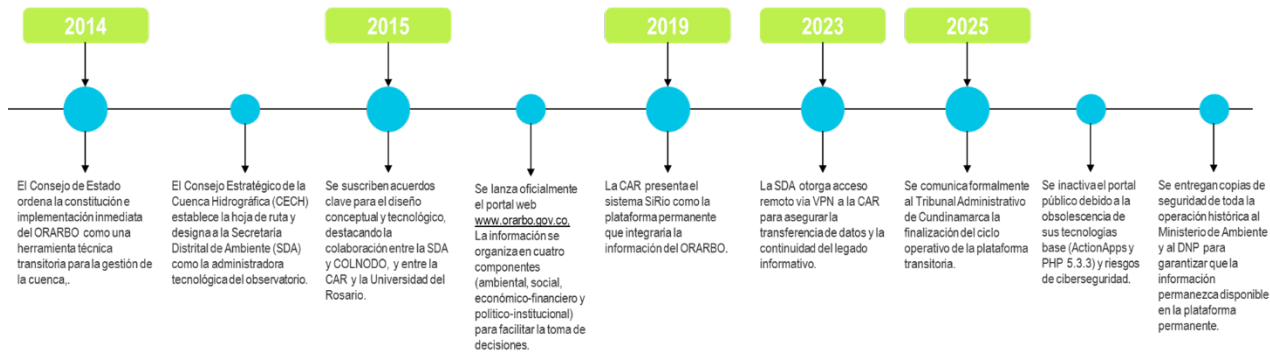 2014
2015
2019
2023
2025
El Consejo de Estado
ordena la constitución e
implementación inmediata
del ORARBO como una
herramienta técnica
transitoria para la gestión de
la cuenca,.
El Consejo Estratégico de la
Cuenca Hidrográfica (CECH)
establece la hoja de ruta y
designa a la Secretaría
Distrital de Ambiente (SDA)
como la administradora
tecnológica del observatorio.
Se suscriben acuerdos
clave para el diseño
conceptual y tecnológico,
destacando la
colaboración entre la SDA
y COLNODO, y entre la
CAR y la Universidad del
Rosario.
Se lanza oficialmente
el portal web
www.orarbo.gov.co.
La información se
organiza en cuatro
componentes
(ambiental, social,
económico-financiero y
político-institucional)
para facilitar la toma de
decisiones.
La CAR presenta el
sistema SiRio como la
plataforma permanente
que integraría la
información del ORARBO.
La SDA otorga acceso
remoto vía VPN a la CAR
para asegurar la
transferencia de datos y la
continuidad del legado
informativo.
Se comunica formalmente
al Tribunal Administrativo
de Cundinamarca la
finalización del ciclo
operativo de la plataforma
transitoria.
Se inactiva el portal
público debido a la
obsolescencia de
sus tecnologías
base (ActionApps y
PHP 5.3.3) y riesgos
de ciberseguridad.
Se entregan copias de
seguridad de toda la
operación histórica al
Ministerio de Ambiente
y al DNP para
garantizar que la
información
permanezca disponible
en la plataforma
permanente.